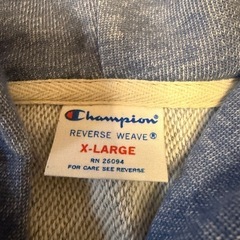 Champion
REVERSE WEAVE®
X-LARGE
RN 26094
FOR CARE SEE REVERSE